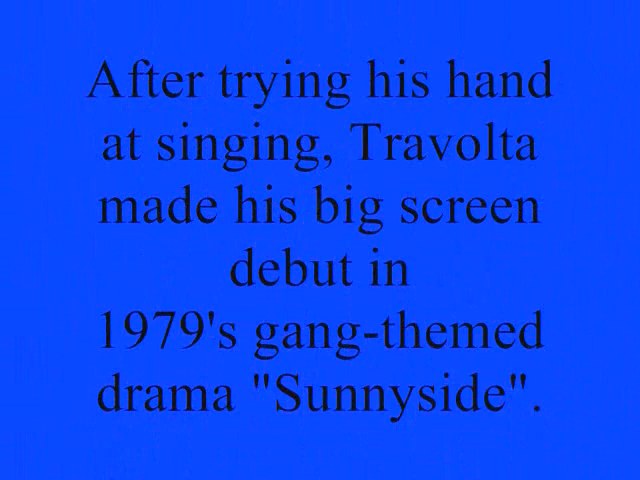 After trying his hand
at singing, Travolta
made his big screen
debut in
1979's gang-themed
drama "Sunnyside".